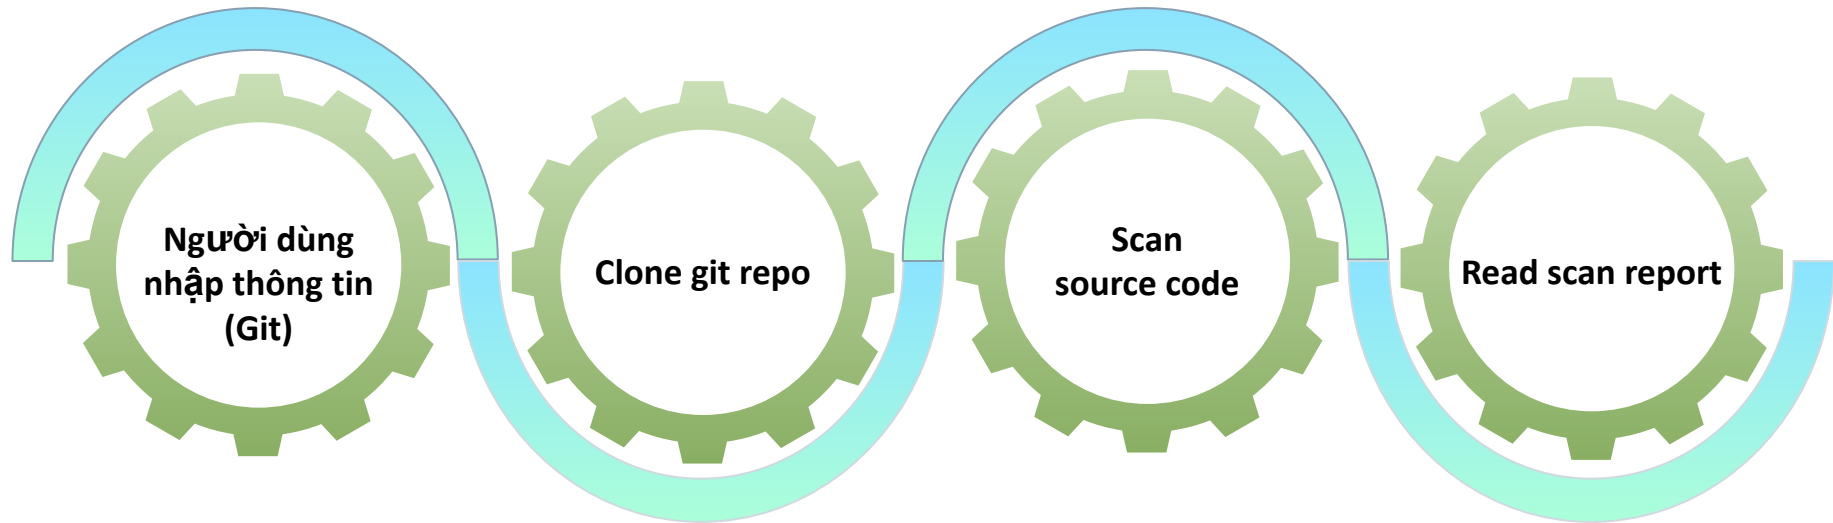 Người dùng
nhập thông tin
(Git)
Clone git repo
Scan
source code
Read scan report